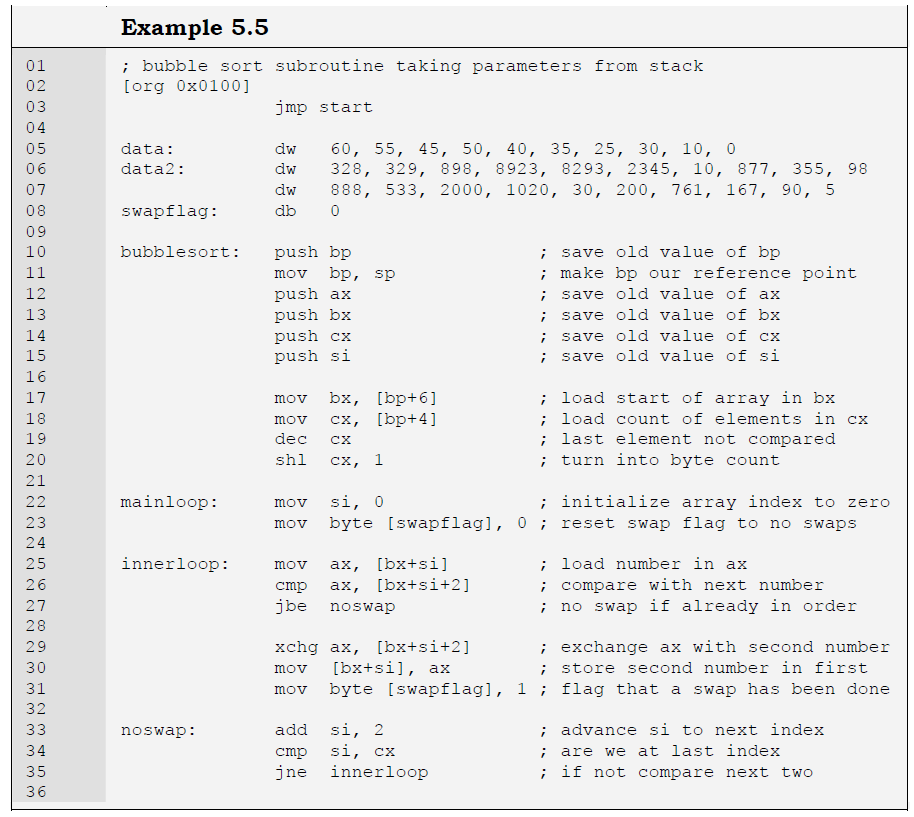 Example 5.5
01 ; bubble sort subroutine taking parameters from stack
02 [org 0x0100]
03 jmp start
04
05 data: dw 60, 55, 45, 50, 40, 35, 25, 30, 10, 0
06 data2: dw 328, 329, 898, 8923, 8293, 2345, 10, 877, 355, 98
07 dw 888, 533, 2000, 1020, 30, 200, 761, 167, 90, 5
08 swapflag: db 0
09
10 bubblesort: push bp ; save old value of bp
11 mov bp, sp ; make bp our reference point
12 push ax ; save old value of ax
13 push bx ; save old value of bx
14 push cx ; save old value of cx
15 push si ; save old value of si
16
17 mov bx, [bp+6] ; load start of array in bx
18 mov cx, [bp+4] ; load count of elements in cx
19 dec cx ; last element not compared
20 shl cx, 1 ; turn into byte count
21
22 mainloop: mov si, 0 ; initialize array index to zero
23 mov byte [swapflag], 0 ; reset swap flag to no swaps
24
25 innerloop: mov ax, [bx+si] ; load number in ax
26 cmp ax, [bx+si+2] ; compare with next number
27 jbe noswap ; no swap if already in order
28
29 xchg ax, [bx+si+2] ; exchange ax with second number
30 mov [bx+si], ax ; store second number in first
31 mov byte [swapflag], 1 ; flag that a swap has been done
32
33 noswap: add si, 2 ; advance si to next index
34 cmp si, cx ; are we at last index
35 jne innerloop ; if not compare next two
36